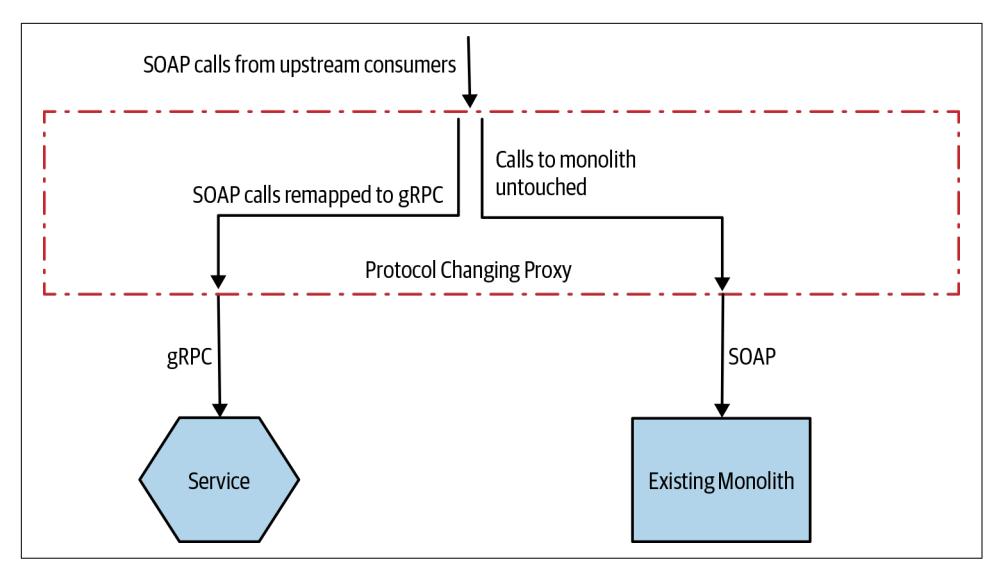 SOAP calls from upstream consumers
Calls to monolith
untouched
SOAP calls remapped to gRPC
Protocol Changing Proxy
gRPC
SOAP
Service
Existing Monolith